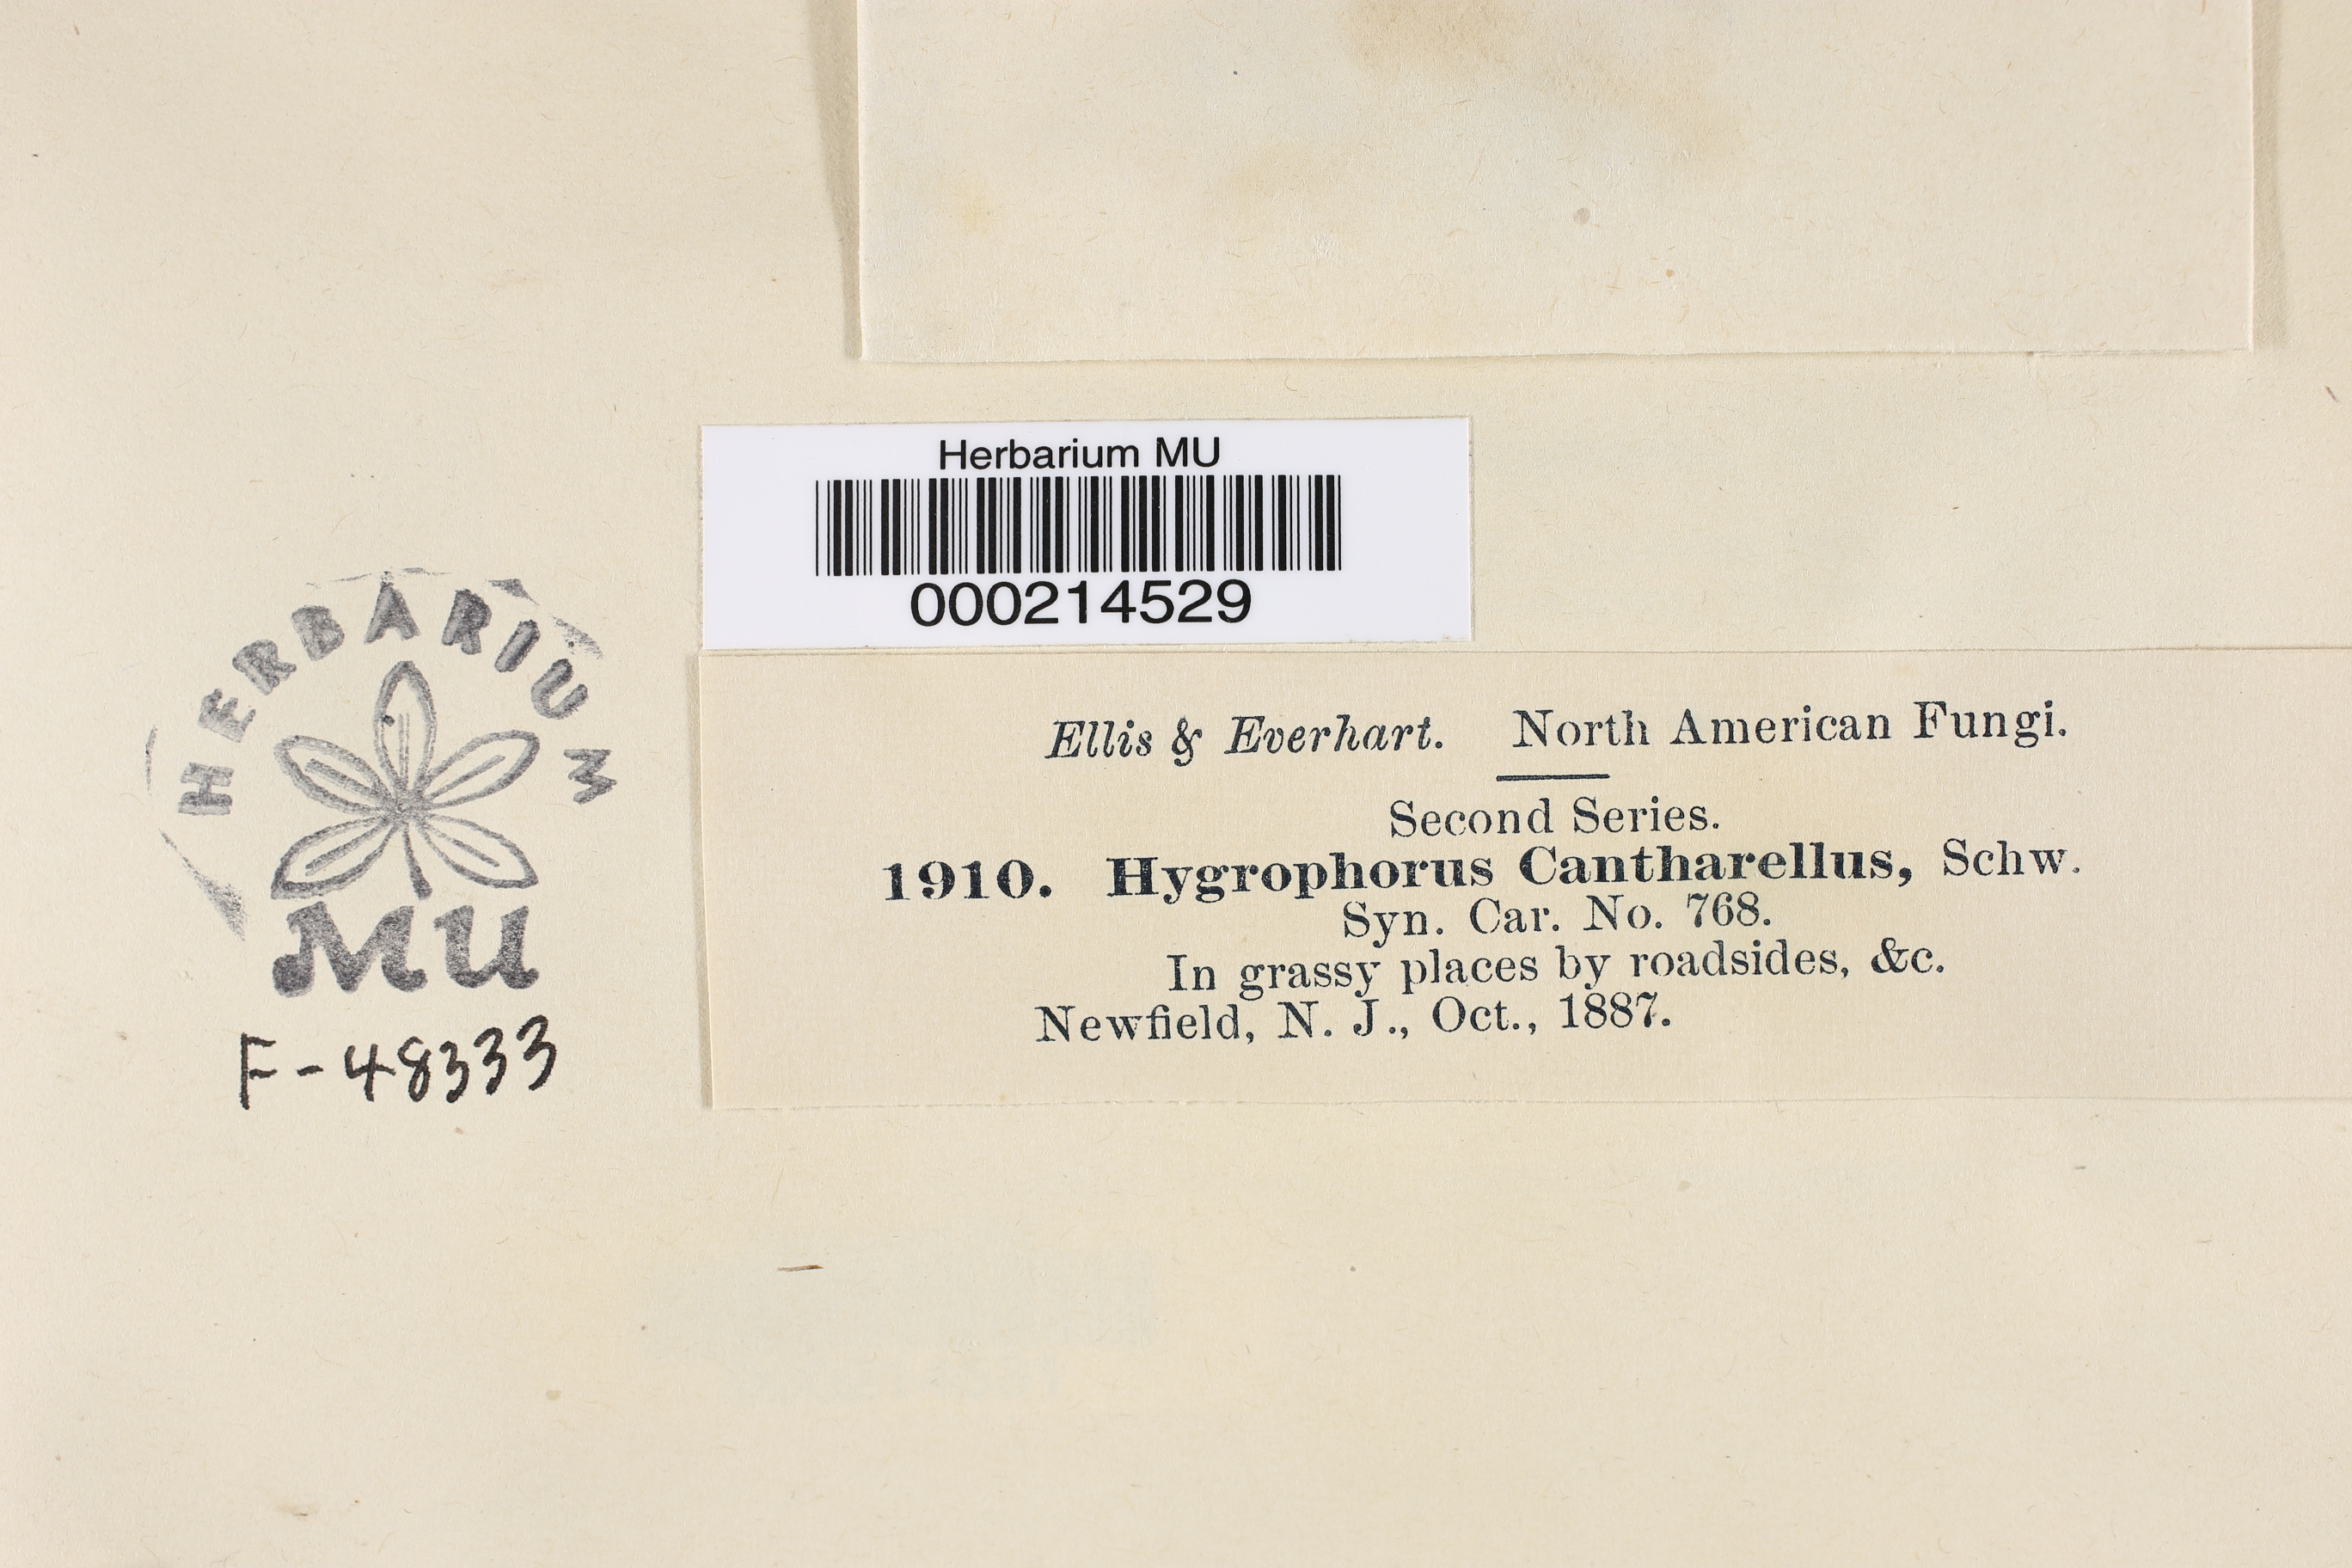 Herbarium MU
000214529
HERBARIUM
MU
F-48333
Ellis & Everhart. North American Fungi.
Second Series.
1910. Hygrophorus Cantharellus, Schw.
Syn. Car. No. 768.
In grassy places by roadsides, &c.
Newfield, N. J., Oct., 1887.